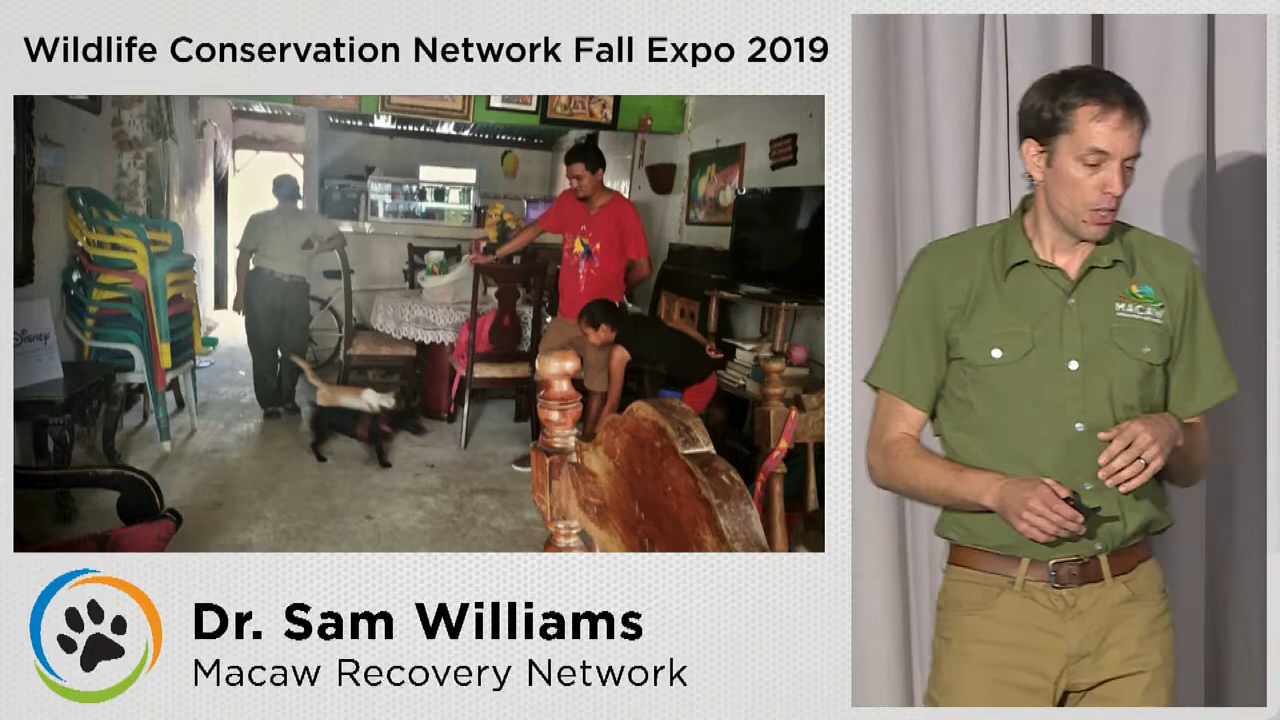 Wildlife Conservation Network Fall Expo 2019
Disney
MACAW
Dr. Sam Williams
Macaw Recovery Network